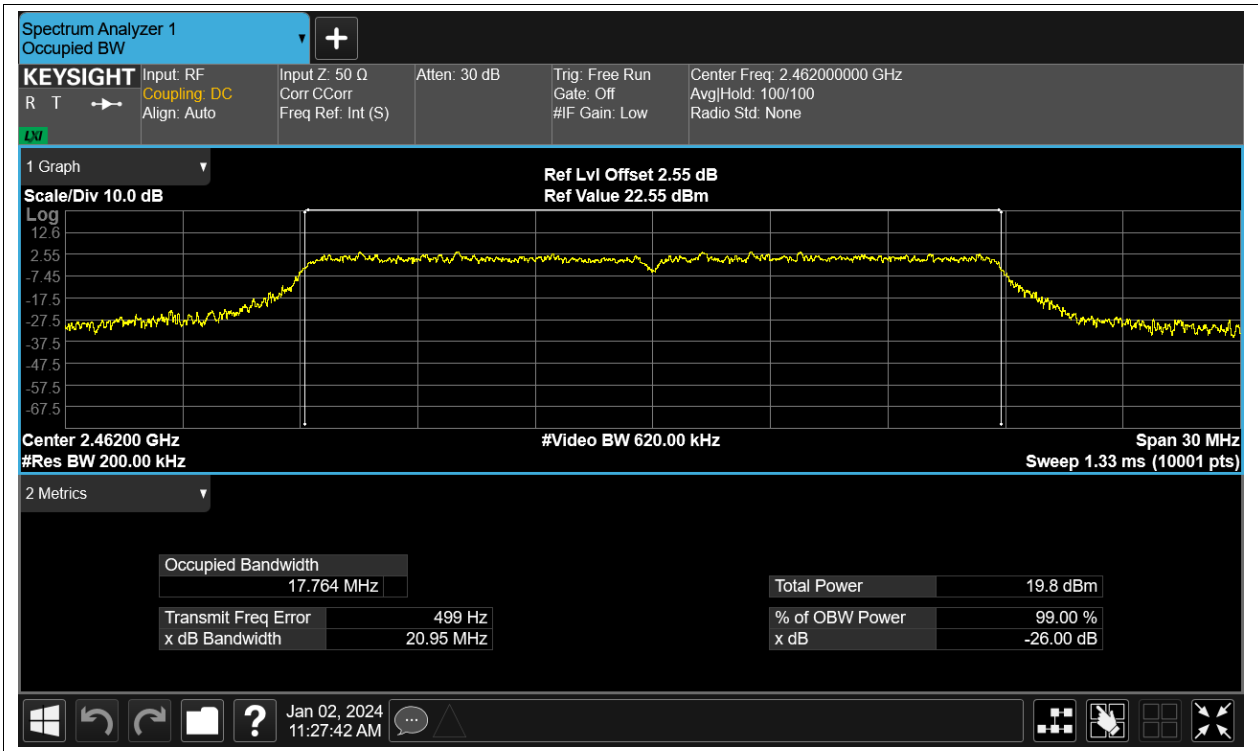 Spectrum Analyzer 1
Occupied BW
KEYSIGHT
R T
LXI
Input: RF
Coupling: DC
Align: Auto
Input Z: 50 Ω
Corr CCorr
Freq Ref: Int (S)
Atten: 30 dB
Trig: Free Run
Gate: Off
#IF Gain: Low
Center Freq: 2.462000000 GHz
Avg|Hold: 100/100
Radio Std: None
1 Graph
Scale/Div 10.0 dB
Ref Lvl Offset 2.55 dB
Ref Value 22.55 dBm
Log
12.6
2.55
-7.45
-17.5
-27.5
-37.5
-47.5
-57.5
-67.5
Center 2.46200 GHz
#Video BW 620.00 kHz
Span 30 MHz
#Res BW 200.00 kHz
Sweep 1.33 ms (10001 pts)
2 Metrics
Occupied Bandwidth
17.764 MHz
Total Power 19.8 dBm
Transmit Freq Error 499 Hz
% of OBW Power 99.00 %
x dB Bandwidth 20.95 MHz
x dB -26.00 dB
?
Jan 02, 2024
11:27:42 AM